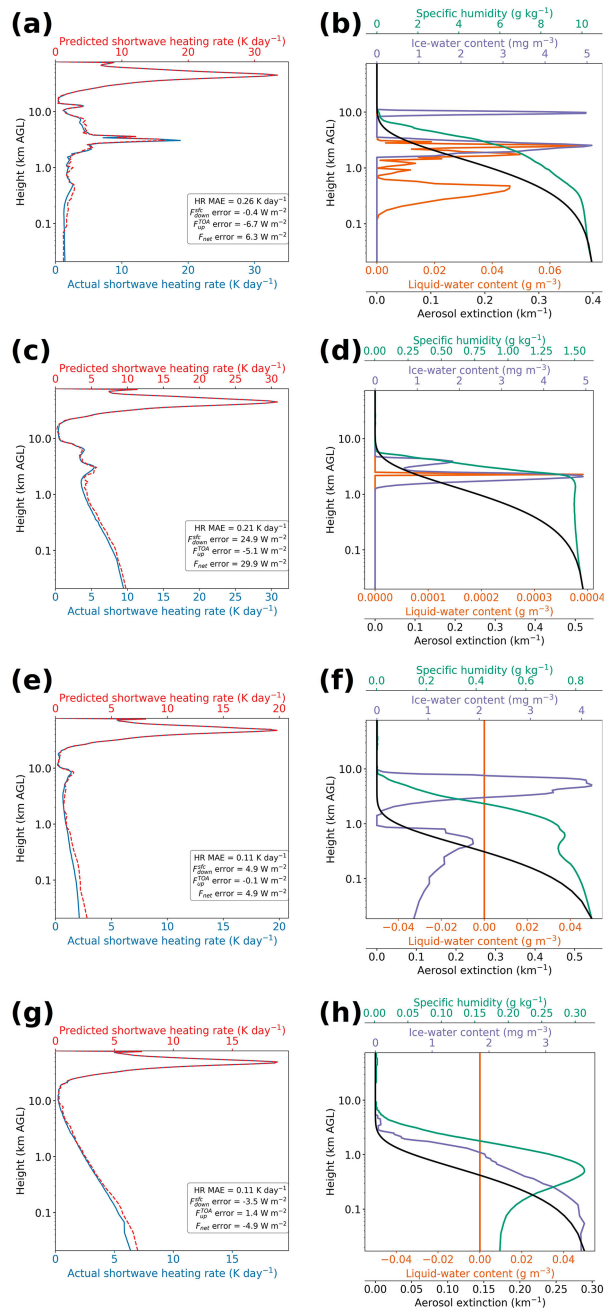 (a)
Predicted shortwave heating rate (K day⁻¹)
0 10 20 30
Height (km AGL)
10.0
1.0
0.1
HR MAE = 0.26 K day⁻¹
F^sfc_down error = -0.4 W m⁻²
F^TOA_up error = -6.7 W m⁻²
F_net error = 6.3 W m⁻²
0 10 20 30
Actual shortwave heating rate (K day⁻¹)
(b)
Specific humidity (g kg⁻¹)
0 2 4 6 8 10
Ice-water content (mg m⁻³)
0 1 2 3 4 5
Height (km AGL)
10.0
1.0
0.1
0.00 0.02 0.04 0.06
Liquid-water content (g m⁻³)
0.0 0.1 0.2 0.3 0.4
Aerosol extinction (km⁻¹)
(c)
Predicted shortwave heating rate (K day⁻¹)
0 5 10 15 20 25 30
Height (km AGL)
10.0
1.0
0.1
HR MAE = 0.21 K day⁻¹
F^sfc_down error = 24.9 W m⁻²
F^TOA_up error = -5.1 W m⁻²
F_net error = 29.9 W m⁻²
0 5 10 15 20 25 30
Actual shortwave heating rate (K day⁻¹)
(d)
Specific humidity (g kg⁻¹)
0.00 0.25 0.50 0.75 1.00 1.25 1.50
Ice-water content (mg m⁻³)
0 1 2 3 4 5
Height (km AGL)
10.0
1.0
0.1
0.0000 0.0001 0.0002 0.0003 0.0004
Liquid-water content (g m⁻³)
0.0 0.1 0.2 0.3 0.4 0.5
Aerosol extinction (km⁻¹)
(e)
Predicted shortwave heating rate (K day⁻¹)
0 5 10 15 20
Height (km AGL)
10.0
1.0
0.1
HR MAE = 0.11 K day⁻¹
F^sfc_down error = 4.9 W m⁻²
F^TOA_up error = -0.1 W m⁻²
F_net error = 4.9 W m⁻²
0 5 10 15 20
Actual shortwave heating rate (K day⁻¹)
(f)
Specific humidity (g kg⁻¹)
0.0 0.2 0.4 0.6 0.8
Ice-water content (mg m⁻³)
0 1 2 3 4
Height (km AGL)
10.0
1.0
0.1
−0.04 −0.02 0.00 0.02 0.04
Liquid-water content (g m⁻³)
0.0 0.1 0.2 0.3 0.4 0.5
Aerosol extinction (km⁻¹)
(g)
Predicted shortwave heating rate (K day⁻¹)
0 5 10 15
Height (km AGL)
10.0
1.0
0.1
HR MAE = 0.11 K day⁻¹
F^sfc_down error = -3.5 W m⁻²
F^TOA_up error = 1.4 W m⁻²
F_net error = -4.9 W m⁻²
0 5 10 15
Actual shortwave heating rate (K day⁻¹)
(h)
Specific humidity (g kg⁻¹)
0.00 0.05 0.10 0.15 0.20 0.25 0.30
Ice-water content (mg m⁻³)
0 1 2 3
Height (km AGL)
10.0
1.0
0.1
−0.04 −0.02 0.00 0.02 0.04
Liquid-water content (g m⁻³)
0.00 0.05 0.10 0.15 0.20 0.25 0.30
Aerosol extinction (km⁻¹)